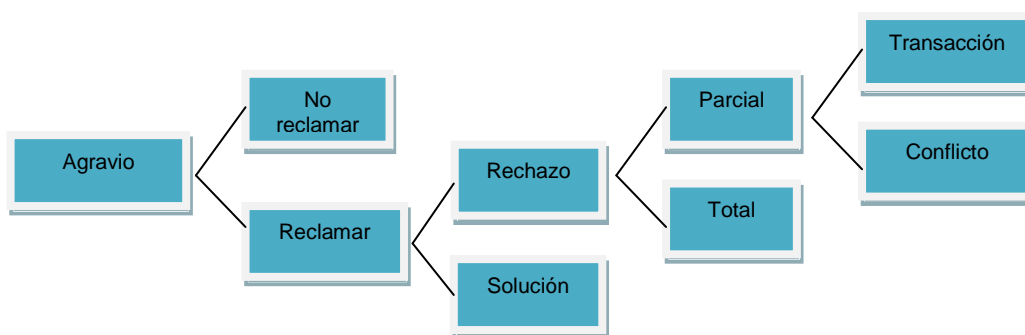 Agravio
No
reclamar
Reclamar
Rechazo
Solución
Parcial
Total
Transacción
Conflicto